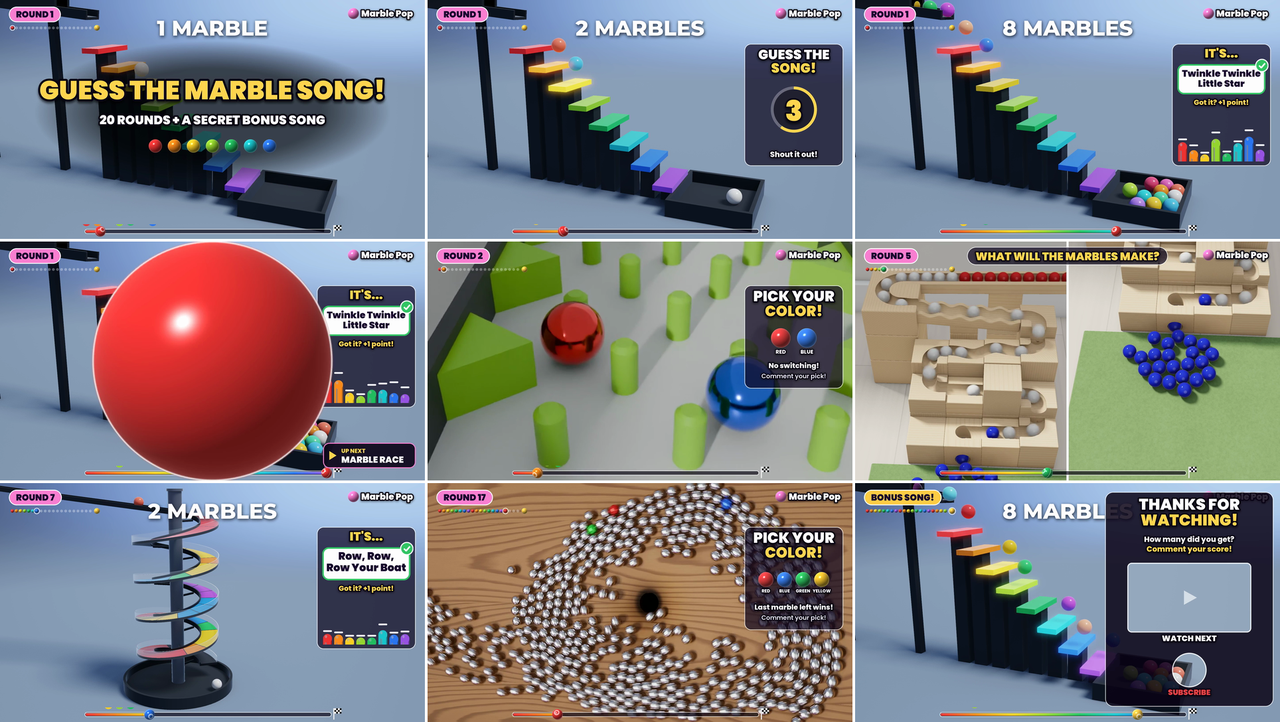 ROUND 1
Marble Pop
1 MARBLE
GUESS THE MARBLE SONG!
20 ROUNDS + A SECRET BONUS SONG
ROUND 1
Marble Pop
2 MARBLES
GUESS THE
SONG!
3
Shout it out!
ROUND 1
Marble Pop
8 MARBLES
IT'S...
Twinkle Twinkle
Little Star
Got it? +1 point!
ROUND 1
Marble Pop
IT'S...
Twinkle Twinkle
Little Star
Got it? +1 point!
UP NEXT
MARBLE RACE
ROUND 2
Marble Pop
PICK YOUR
COLOR!
RED BLUE
No switching!
Comment your pick!
ROUND 5
WHAT WILL THE MARBLES MAKE?
Marble Pop
ROUND 7
Marble Pop
2 MARBLES
IT'S...
Row, Row,
Row Your Boat
Got it? +1 point!
ROUND 17
Marble Pop
PICK YOUR
COLOR!
RED BLUE GREEN YELLOW
Last marble left wins!
Comment your pick!
BONUS SONG!
Marble Pop
8 MARBLES
THANKS FOR
WATCHING!
How many did you get?
Comment your score!
WATCH NEXT
SUBSCRIBE